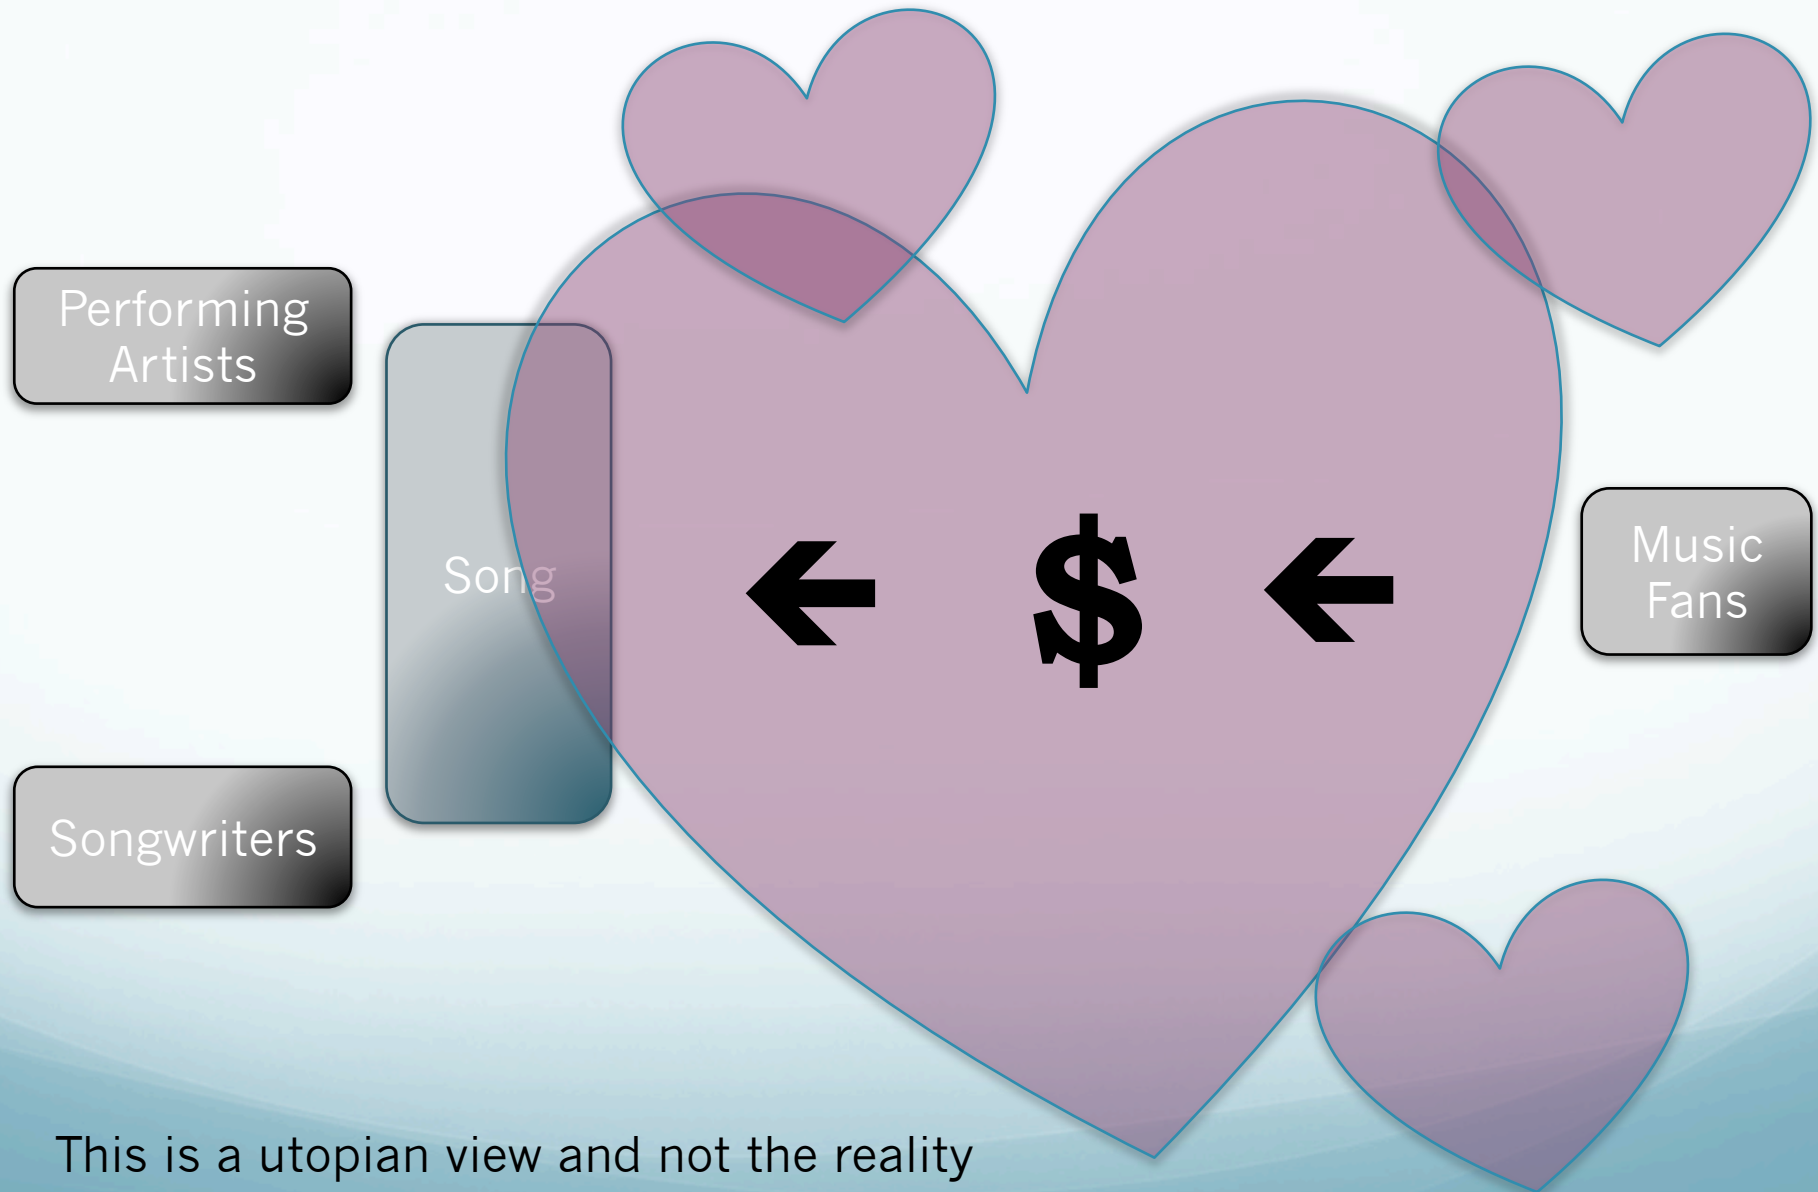 Performing
Artists
Song
$
Music
Fans
Songwriters
This is a utopian view and not the reality